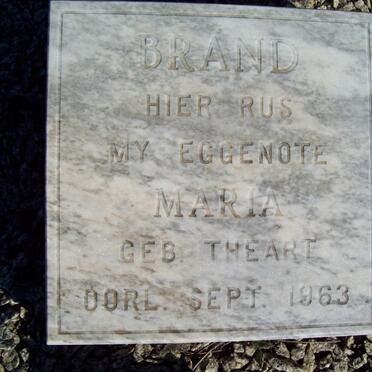 BRAND
HIER RUS
MY EGGENOTE
MARIA
GEB. THEART
OORL. SEPT. 1963